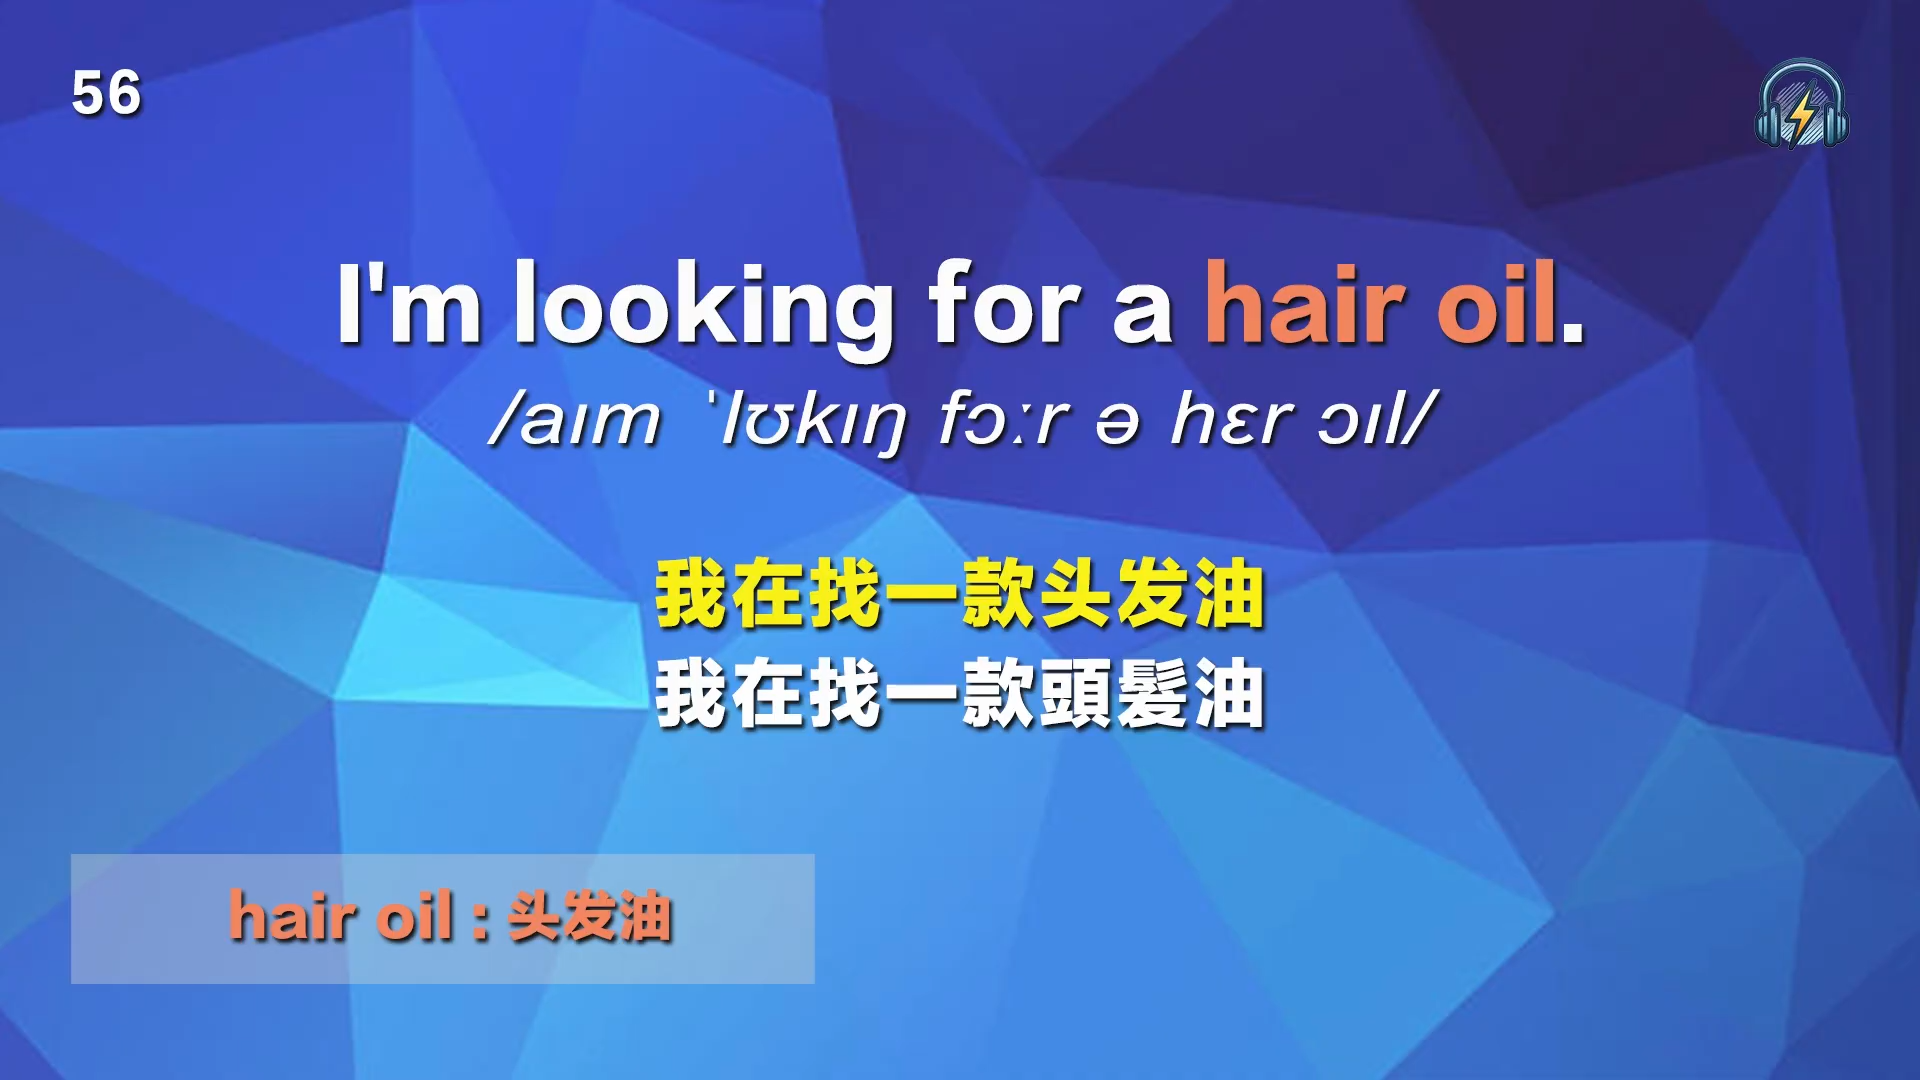 56
I'm looking for a hair oil.
/aɪm ˈlʊkɪŋ fɔːr ə hɛr ɔɪl/
我在找一款头发油
我在找一款頭髮油
hair oil : 头发油